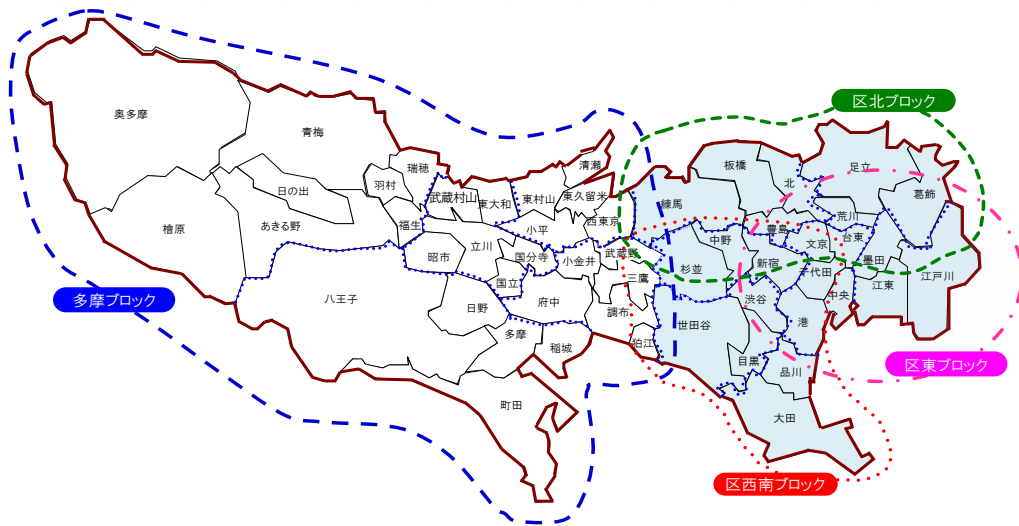 区北ブロック
奥多摩
青梅
清瀬
足立
板橋
瑞穂
北
羽村
日の出
武蔵村山
東大和
東村山
東久留米
葛飾
練馬
荒川
あきる野
福生
西東京
檜原
小平
中野
豊島
文京
台東
昭市
立川
国分寺
小金井
武蔵野
杉並
新宿
千代田
墨田
江戸川
国立
三鷹
江東
多摩ブロック
八王子
日野
府中
渋谷
中央
調布
世田谷
港
多摩
稲城
狛江
目黒
品川
区東ブロック
町田
大田
区西南ブロック